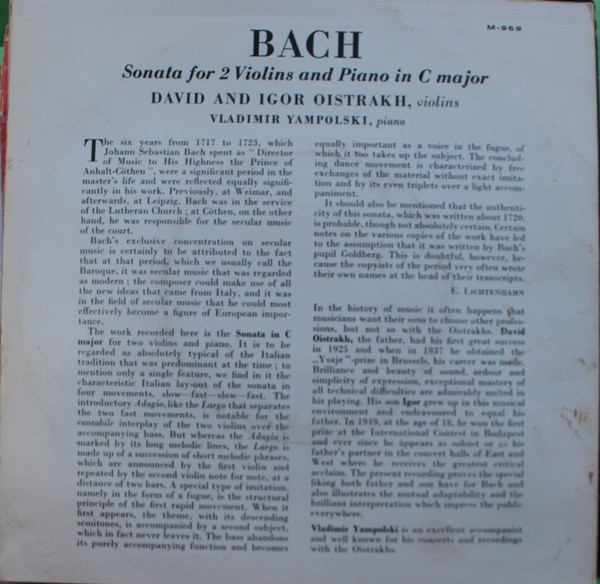 M-969
BACH
Sonata for 2 Violins and Piano in C major
DAVID AND IGOR OISTRAKH, violins
VLADIMIR YAMPOLSKI, piano
The six years from 1717 to 1723, which
Johann Sebastian Bach spent as “ Director
of Music to His Highness the Prince of
Anhalt-Cöthen ”, were a significant period in the
master's life and were reflected equally signifi-
cantly in his work. Previously, at Weimar, and
afterwards, at Leipzig, Bach was in the service
of the Lutheran Church ; at Cöthen, on the other
hand, he was responsible for the secular music
of the court.
Bach's exclusive concentration on secular
music is certainly to be attributed to the fact
that at that period, which we usually call the
Baroque, it was secular music that was regarded
as modern ; the composer could make use of all
the new ideas that came from Italy, and it was
in the field of secular music that he could most
effectively become a figure of European impor-
tance.
The work recorded here is the Sonata in C
major for two violins and piano. It is to be
regarded as absolutely typical of the Italian
tradition that was predominant at the time ; to
mention only a single feature, we find in it the
characteristic Italian lay-out of the sonata in
four movements, slow—fast—slow—fast. The
introductory Adagio, like the Largo that separates
the two fast movements, is notable for the
cantabile interplay of the two violins over the
accompanying bass. But whereas the Adagio is
marked by its long melodic lines, the Largo is
made up of a succession of short melodic phrases,
which are announced by the first violin and
repeated by the second violin note for note, at a
distance of two bars. A special type of imitation,
namely in the form of a fugue, is the structural
principle of the first rapid movement. When it
first appears, the theme, with its descending
semitones, is accompanied by a second subject,
which in fact never leaves it. The bass abandons
its purely accompanying function and becomes
equally important as a voice in the fugue, of
which it too takes up the subject. The conclud-
ing dance movement is characterized by free
exchanges of the material without exact imita-
tion and by its even triplets over a light accom-
paniment.
It should also be mentioned that the authenti-
city of this sonata, which was written about 1720,
is probable, though not absolutely certain. Certain
notes on the various copies of the work have led
to the assumption that it was written by Bach's
pupil Goldberg. This is doubtful, however, be-
cause the copyists of the period very often wrote
their own names at the head of their transcripts.
E. LICHTENHAHN
In the history of music it often happens that
musicians want their sons to choose other profes-
sions, but not so with the Oistrakhs. David
Oistrakh, the father, had his first great success
in 1925 and when in 1937 he obtained the
„Ysaje”-prize in Brussels, his career was made.
Brilliance and beauty of sound, ardour and
simplicity of expression, exceptional mastery of
all technical difficulties are admirably united in
his playing. His son Igor grew up in this musical
environment and endeavoured to equal his
father. In 1949, at the age of 18, he won the first
prize at the International Contest in Budapest
and ever since he appears as soloist or as his
father's partner in the concert halls of East and
West where he receives the greatest critical
acclaim. The present recording proves the special
liking both father and son have for Bach and
also illustrates the mutual adaptability and the
brilliant interpretation which impress the public
everywhere.
Vladimir Yampolski is an excellent accompanist
and well known for his concerts and recordings
with the Oistrakhs.